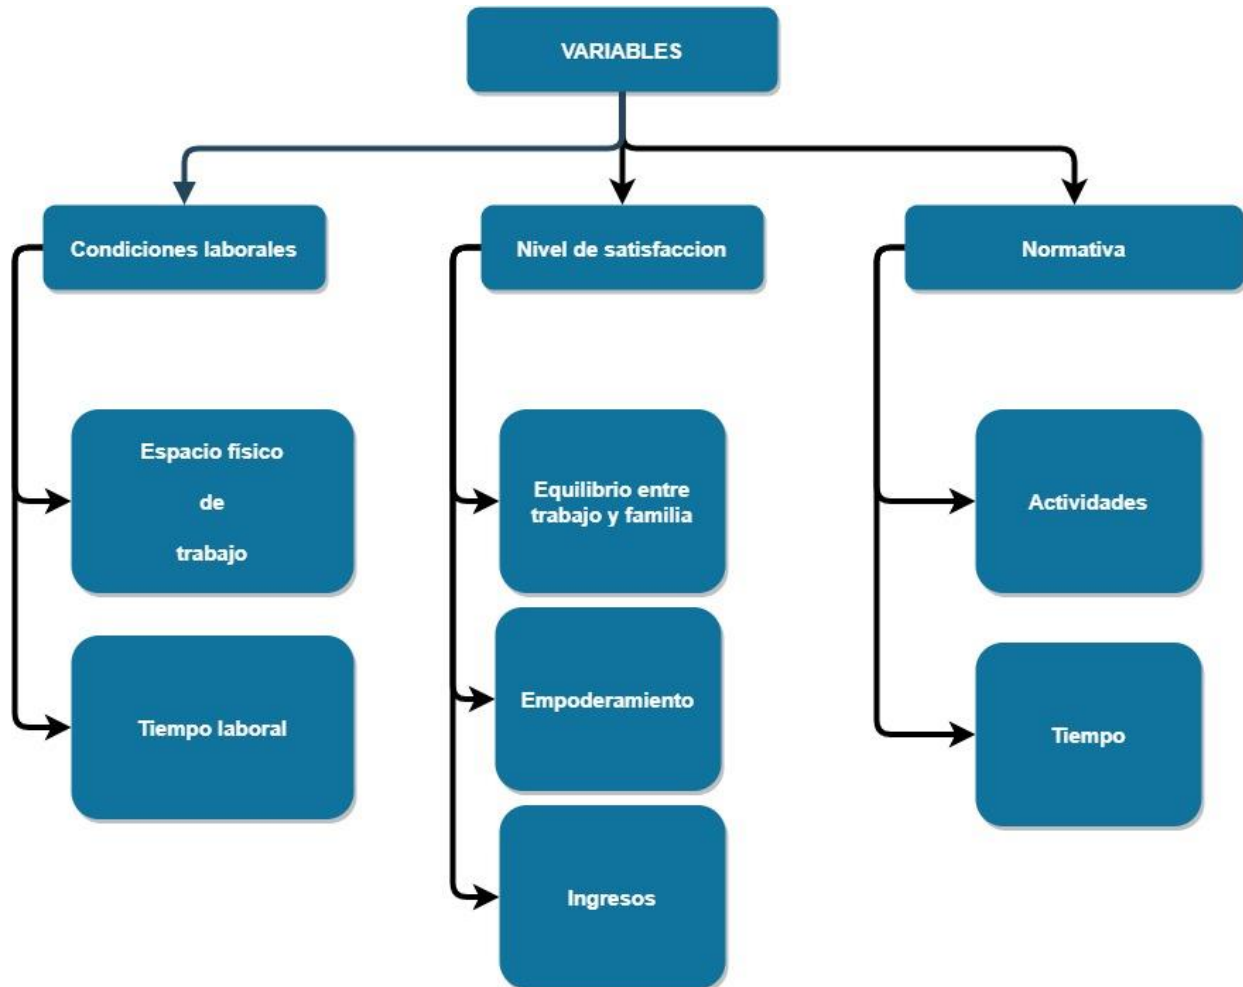 VARIABLES
Condiciones laborales
Nivel de satisfaccion
Normativa
Espacio físico
de
trabajo
Tiempo laboral
Equilibrio entre
trabajo y familia
Empoderamiento
Ingresos
Actividades
Tiempo